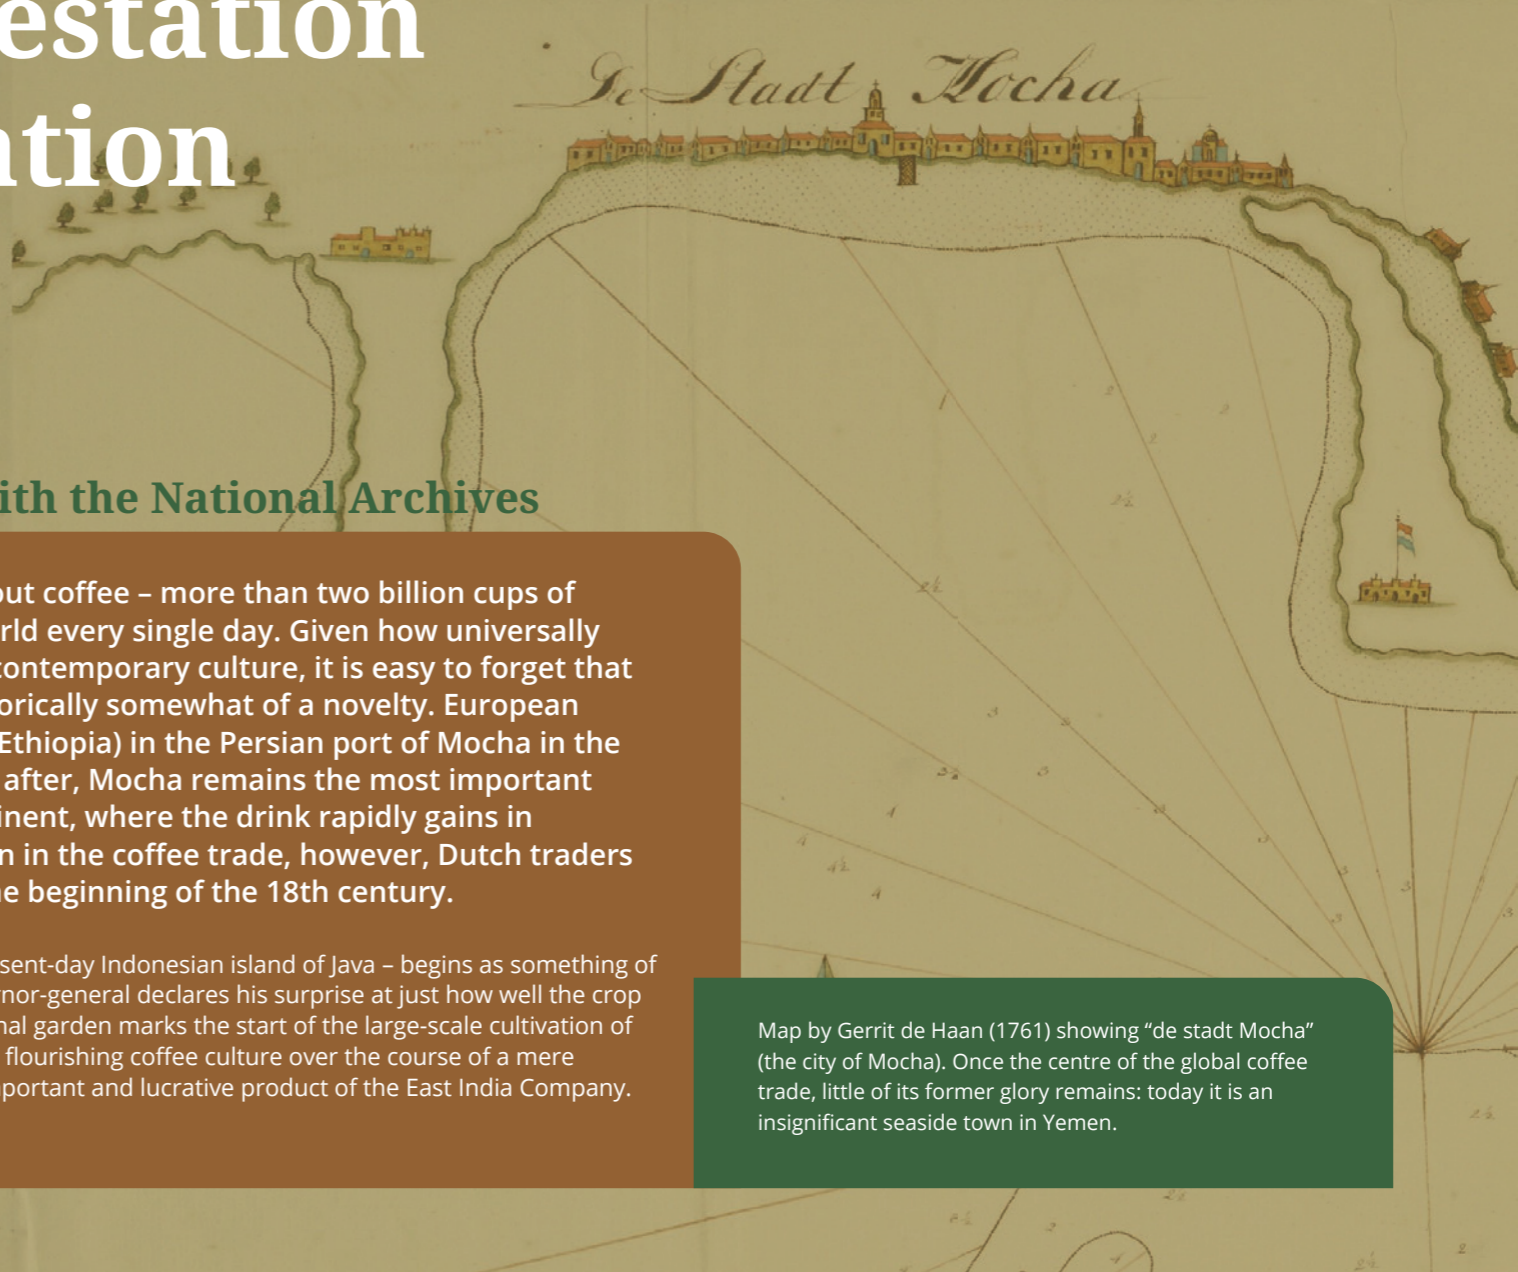 estation
ation
De Stadt Mocha
ith the National Archives
out coffee – more than two billion cups of
rld every single day. Given how universally
contemporary culture, it is easy to forget that
orically somewhat of a novelty. European
Ethiopia) in the Persian port of Mocha in the
after, Mocha remains the most important
inent, where the drink rapidly gains in
n in the coffee trade, however, Dutch traders
he beginning of the 18th century.
sent-day Indonesian island of Java – begins as something of
rnor-general declares his surprise at just how well the crop
nal garden marks the start of the large-scale cultivation of
flourishing coffee culture over the course of a mere
portant and lucrative product of the East India Company.
Map by Gerrit de Haan (1761) showing “de stadt Mocha”
(the city of Mocha). Once the centre of the global coffee
trade, little of its former glory remains: today it is an
insignificant seaside town in Yemen.